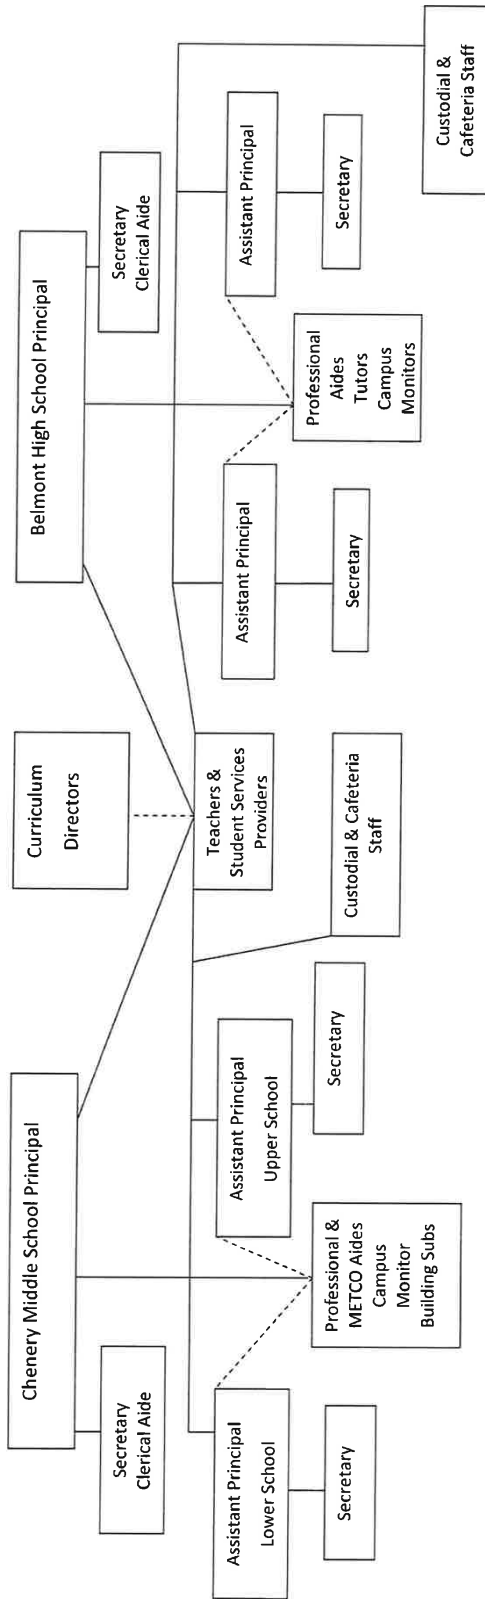 Chenery Middle School Principal
Curriculum
Directors
Belmont High School Principal
Secretary
Clerical Aide
Secretary
Clerical Aide
Teachers &
Student Services
Providers
Assistant Principal
Lower School
Assistant Principal
Upper School
Assistant Principal
Assistant Principal
Secretary
Professional &
METCO Aides
Campus
Monitor
Building Subs
Secretary
Custodial & Cafeteria
Staff
Secretary
Professional
Aides
Tutors
Campus
Monitors
Secretary
Custodial &
Cafeteria Staff